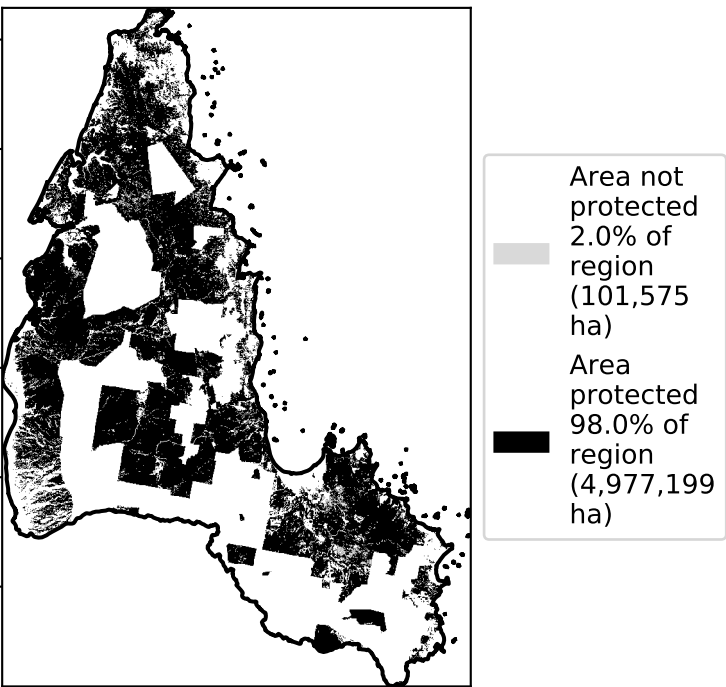 Area not
protected
2.0% of
region
(101,575
ha)
Area
protected
98.0% of
region
(4,977,199
ha)